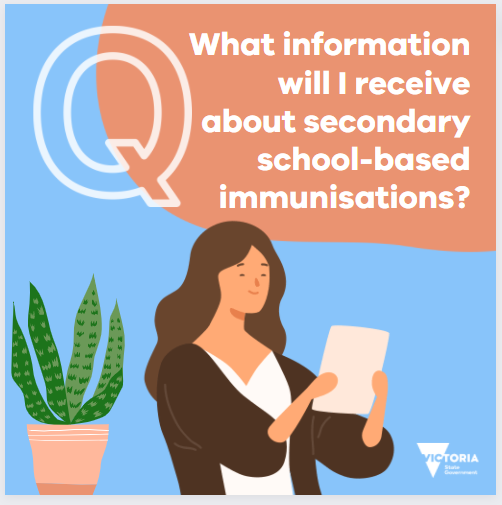 Q
What information
will I receive
about secondary
school-based
immunisations?
VICTORIA
State
Government